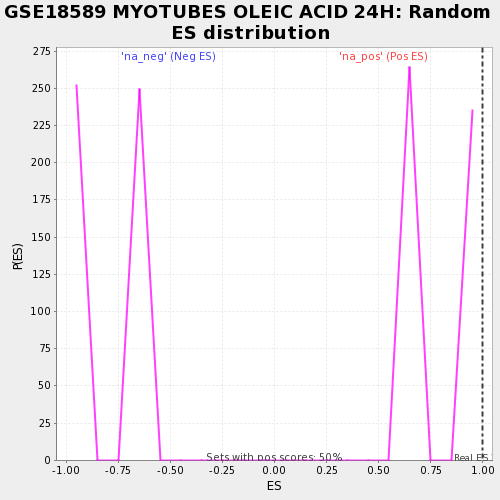 GSE18589 MYOTUBES OLEIC ACID 24H: Random
ES distribution
'na_neg' (Neg ES)
'na_pos' (Pos ES)
275
250
225
200
175
150
125
100
75
50
25
0
P(ES)
Sets with pos scores: 50%
Real ES
-1.00 -0.75 -0.50 -0.25 0.00 0.25 0.50 0.75 1.00
ES